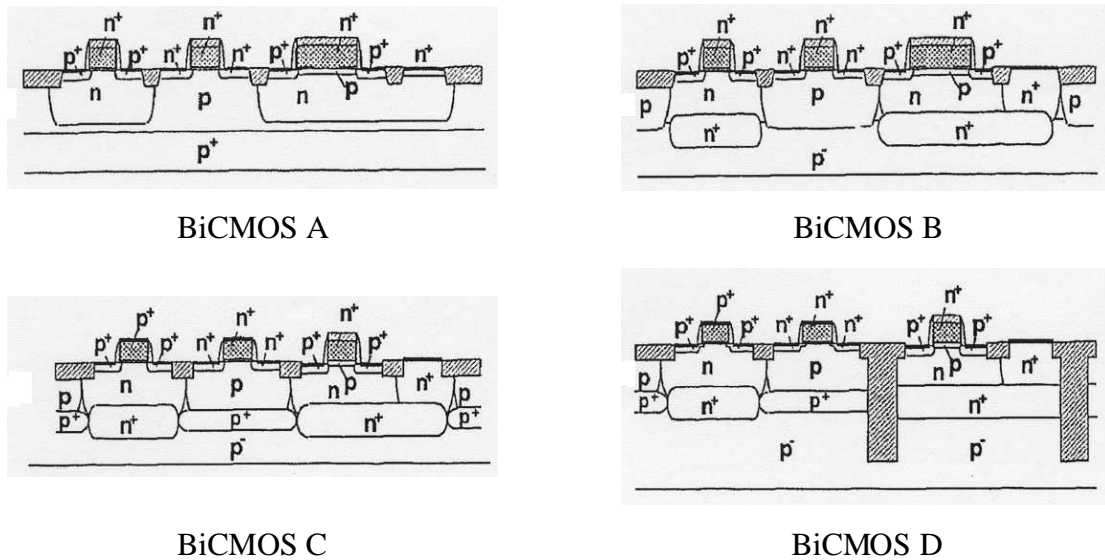 n+ n+ n+
p+ p+ n+ n+ p+ p+ n+
n p n p
p+
BiCMOS A
n+ n+ n+
p+ p+ n+ n+ p+ p+
p n p n p n+ p
n+ n+
p-
BiCMOS B
p+ n+ n+
p+ p+ n+ n+ p+ p+
n p n p n+
p p
p+ n+ p+ n+ p+
p-
BiCMOS C
p+ n+ n+
p+ p+ n+ n+ p+ p+
n p n p n+
p
p+ n+ p+ n+
p- p-
BiCMOS D